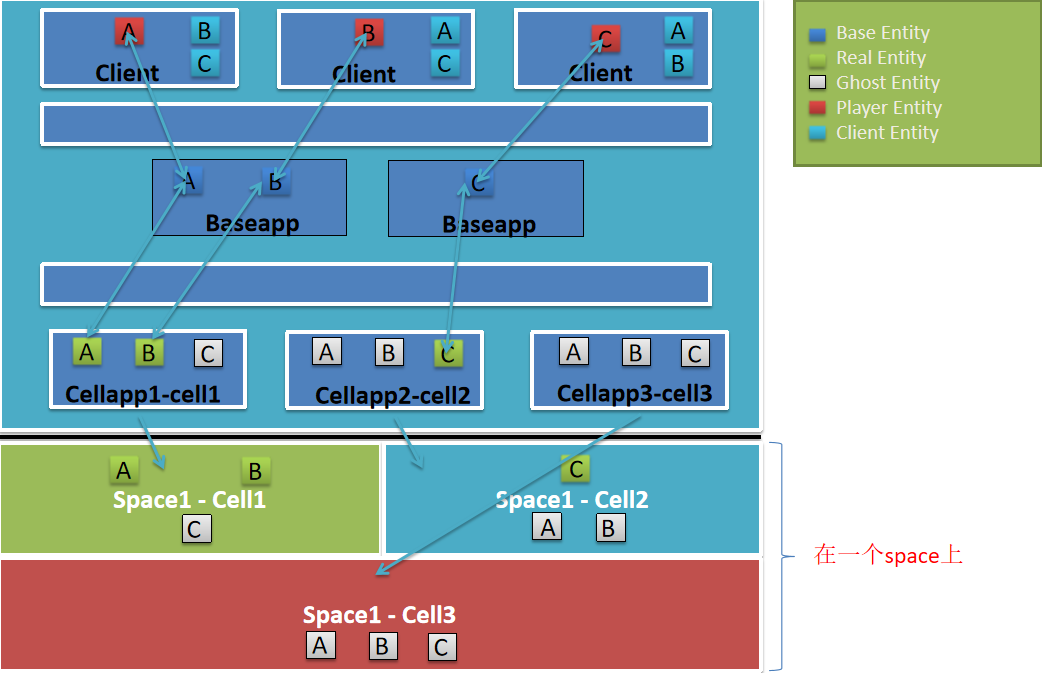 A B
C
Client
B A
C
Client
C A
B
Client
Base Entity
Real Entity
Ghost Entity
Player Entity
Client Entity
A B
Baseapp
C
Baseapp
A B C
Cellapp1-cell1
A B C
Cellapp2-cell2
A B C
Cellapp3-cell3
A B
Space1 - Cell1
C
C
Space1 - Cell2
A B
Space1 - Cell3
A B C
在一个space上